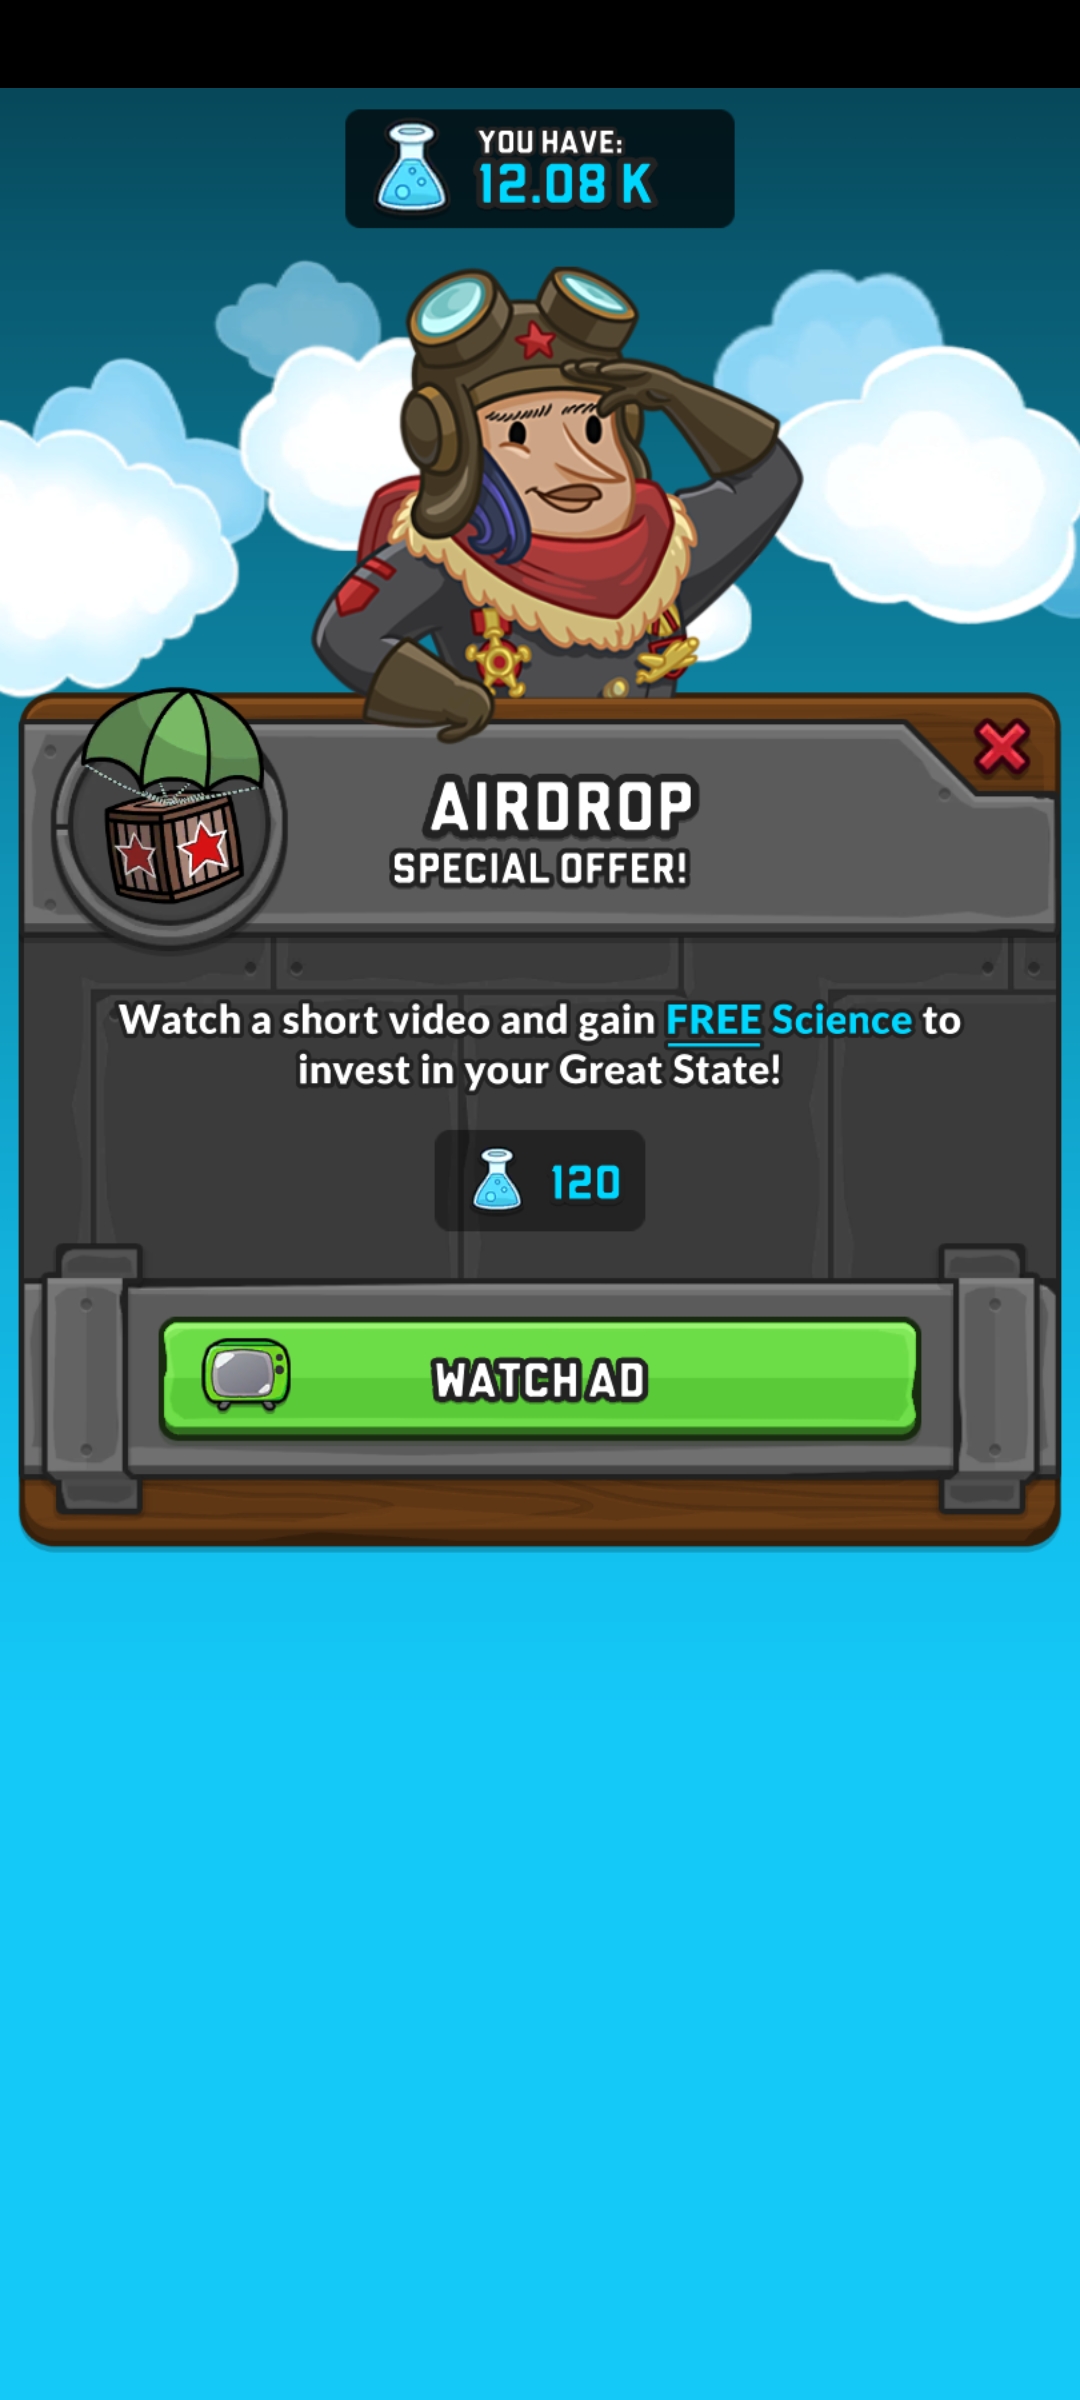 YOU HAVE:
12.08 K
AIRDROP
SPECIAL OFFER!
Watch a short video and gain FREE Science to
invest in your Great State!
120
WATCH AD